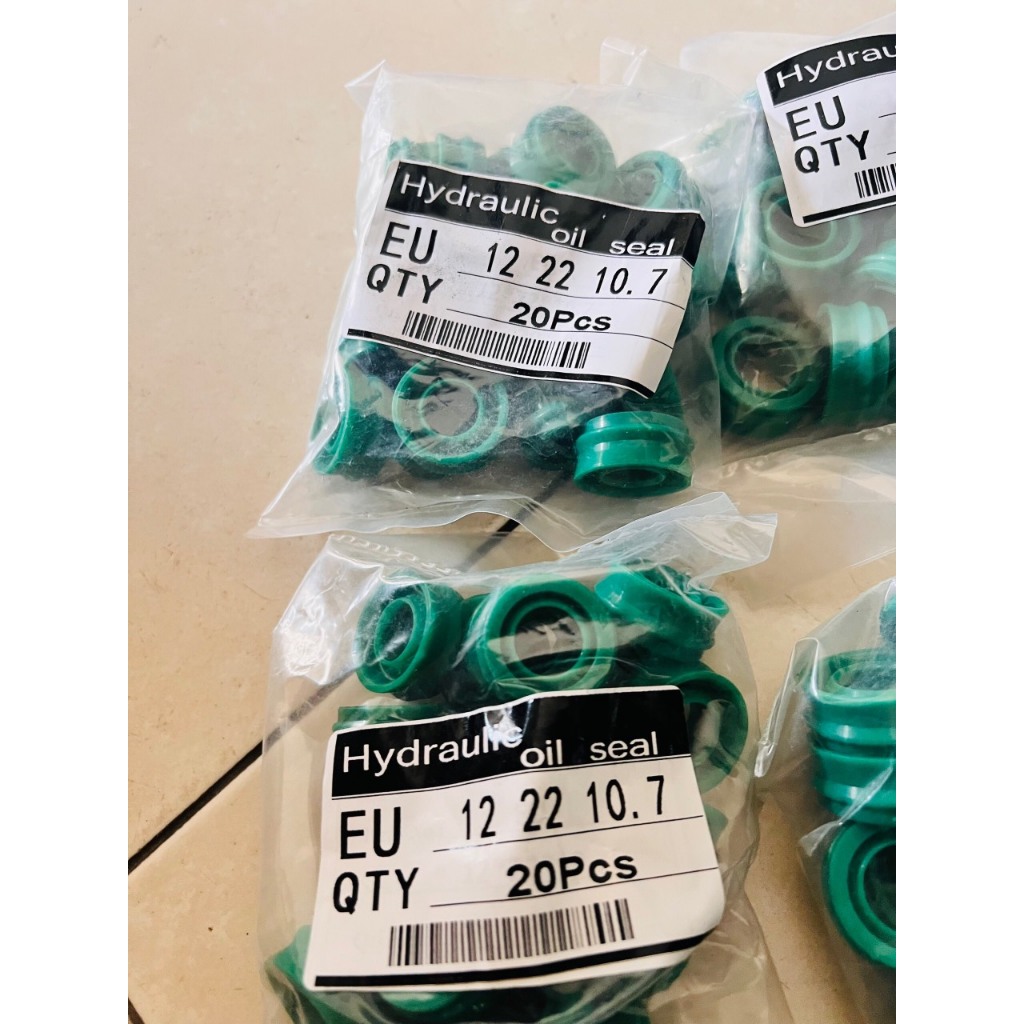 Hydraulic oil seal
EU 12 22 10.7
QTY 20Pcs
Hydrau
EU
QTY
Hydraulic oil seal
EU 12 22 10.7
QTY 20Pcs